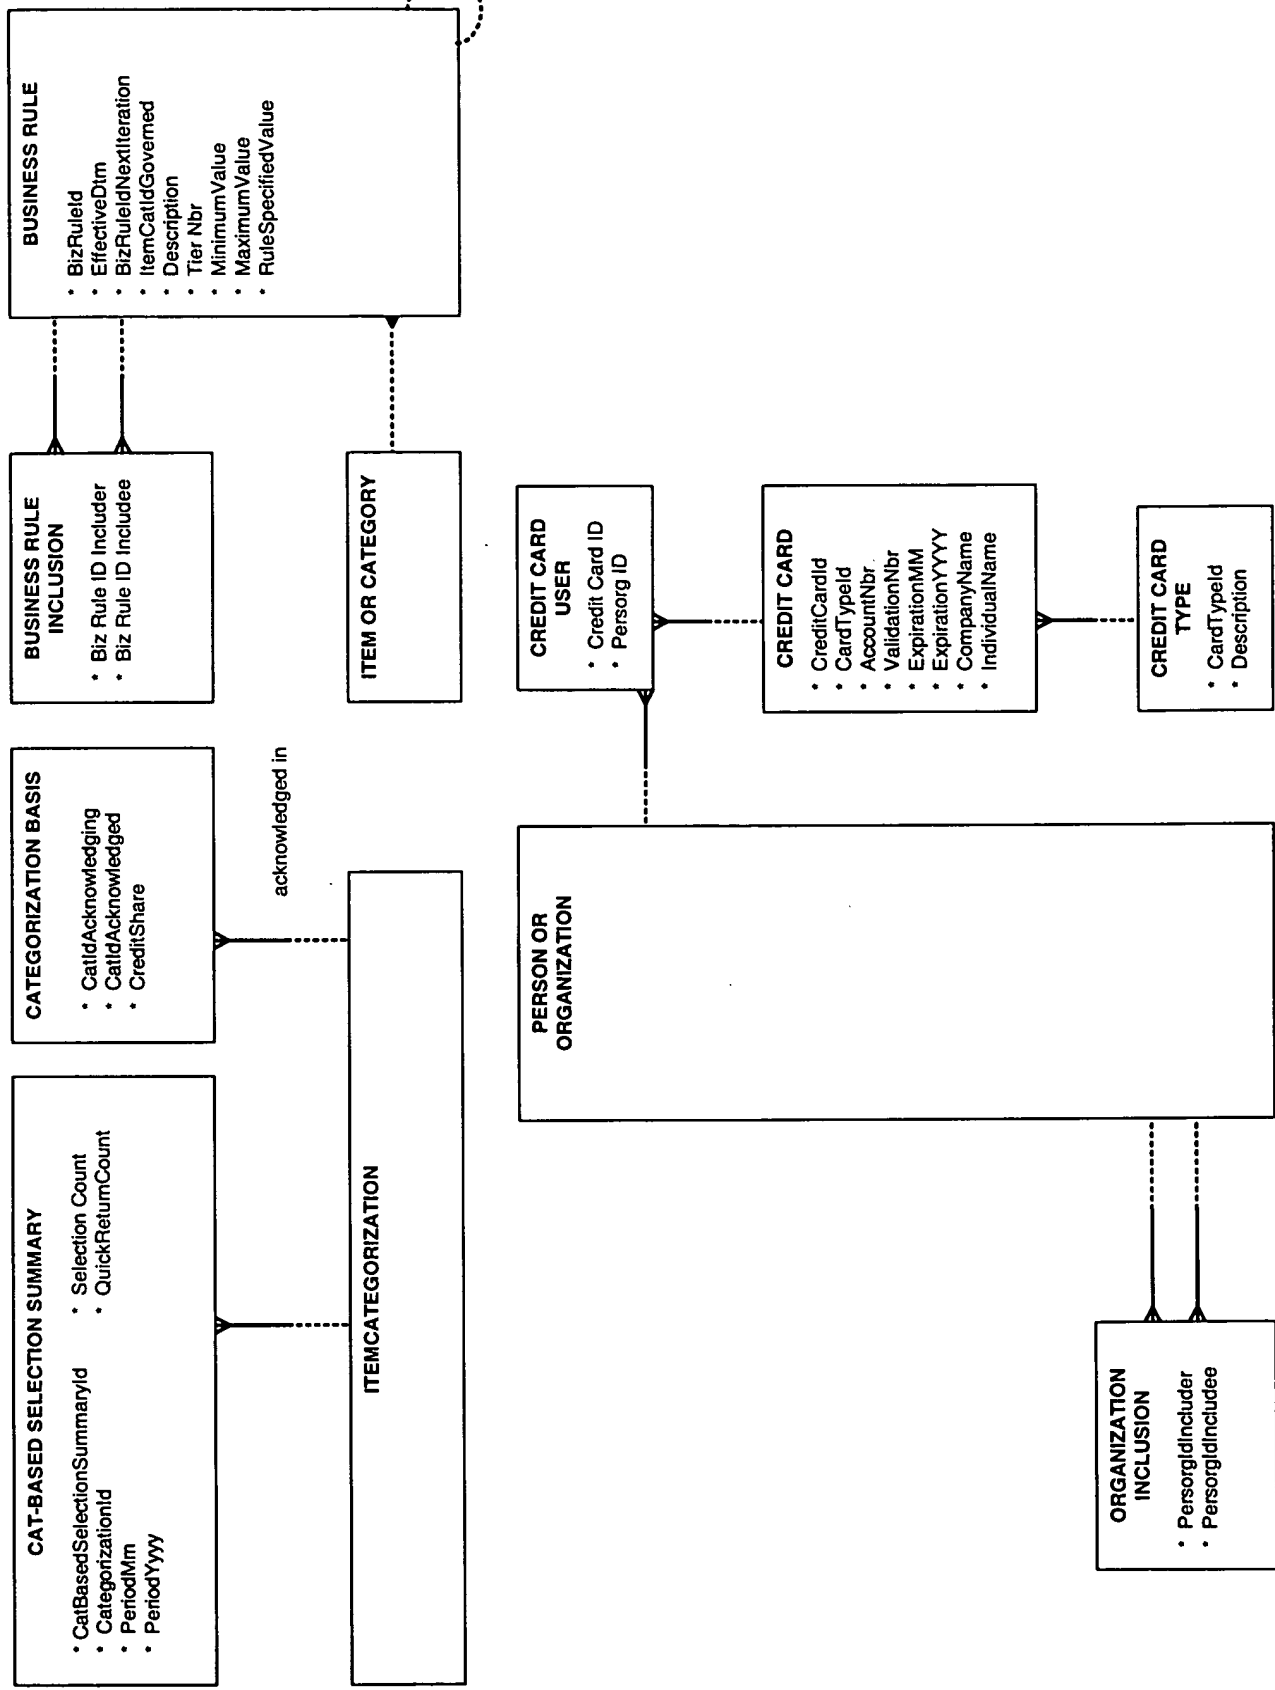 CAT-BASED SELECTION SUMMARY
* CatBasedSelectionSummaryId
* CategorizationId
* PeriodMm
* PeriodYyyy
* Selection Count
* QuickReturnCount
CATEGORIZATION BASIS
* CatIdAcknowledging
* CatIdAcknowledged
* CreditShare
BUSINESS RULE
INCLUSION
* Biz Rule ID Includer
* Biz Rule ID Includee
BUSINESS RULE
* BizRuleId
* EffectiveDtm
* BizRuleIdNextIteration
* ItemCatIdGoverned
* Description
* Tier Nbr
* MinimumValue
* MaximumValue
* RuleSpecifiedValue
acknowledged in
ITEMCATEGORIZATION
ITEM OR CATEGORY
PERSON OR
ORGANIZATION
CREDIT CARD
USER
* Credit Card ID
* Persorg ID
CREDIT CARD
* CreditCardId
* CardTypeId
* AccountNbr
* ValidationNbr
* ExpirationMM
* ExpirationYYYY
* CompanyName
* IndividualName
ORGANIZATION
INCLUSION
* PersorgIdIncluder
* PersorgIdIncludee
CREDIT CARD
TYPE
* CardTypeId
* Description